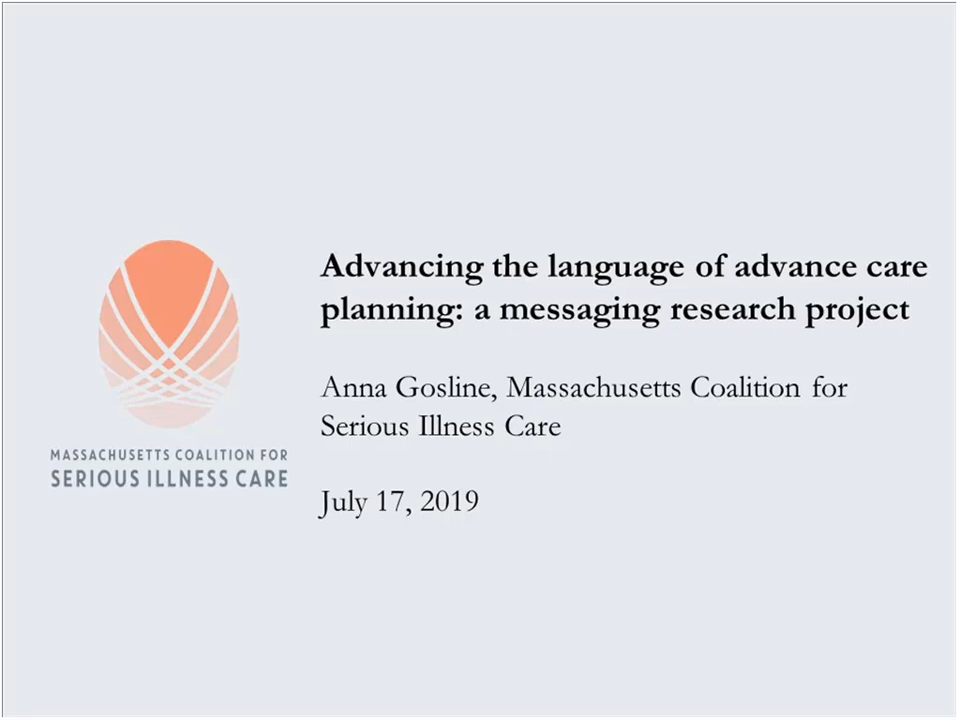 Advancing the language of advance care
planning: a messaging research project
Anna Gosline, Massachusetts Coalition for
Serious Illness Care
July 17, 2019
MASSACHUSETTS COALITION FOR
SERIOUS ILLNESS CARE